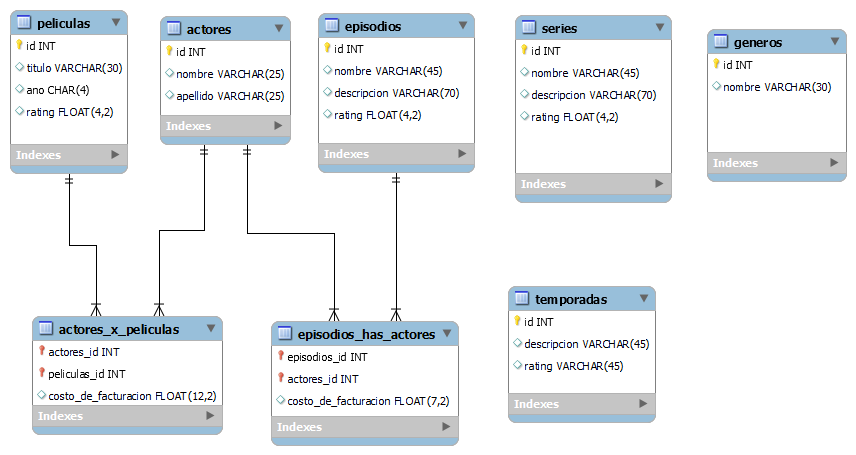 peliculas
id INT
titulo VARCHAR(30)
ano CHAR(4)
rating FLOAT(4,2)
Indexes
actores
id INT
nombre VARCHAR(25)
apellido VARCHAR(25)
Indexes
episodios
id INT
nombre VARCHAR(45)
descripcion VARCHAR(70)
rating FLOAT(4,2)
Indexes
series
id INT
nombre VARCHAR(45)
descripcion VARCHAR(70)
rating FLOAT(4,2)
Indexes
generos
id INT
nombre VARCHAR(30)
Indexes
actores_x_peliculas
actores_id INT
peliculas_id INT
costo_de_facturacion FLOAT(12,2)
Indexes
episodios_has_actores
episodios_id INT
actores_id INT
costo_de_facturacion FLOAT(7,2)
Indexes
temporadas
id INT
descripcion VARCHAR(45)
rating VARCHAR(45)
Indexes